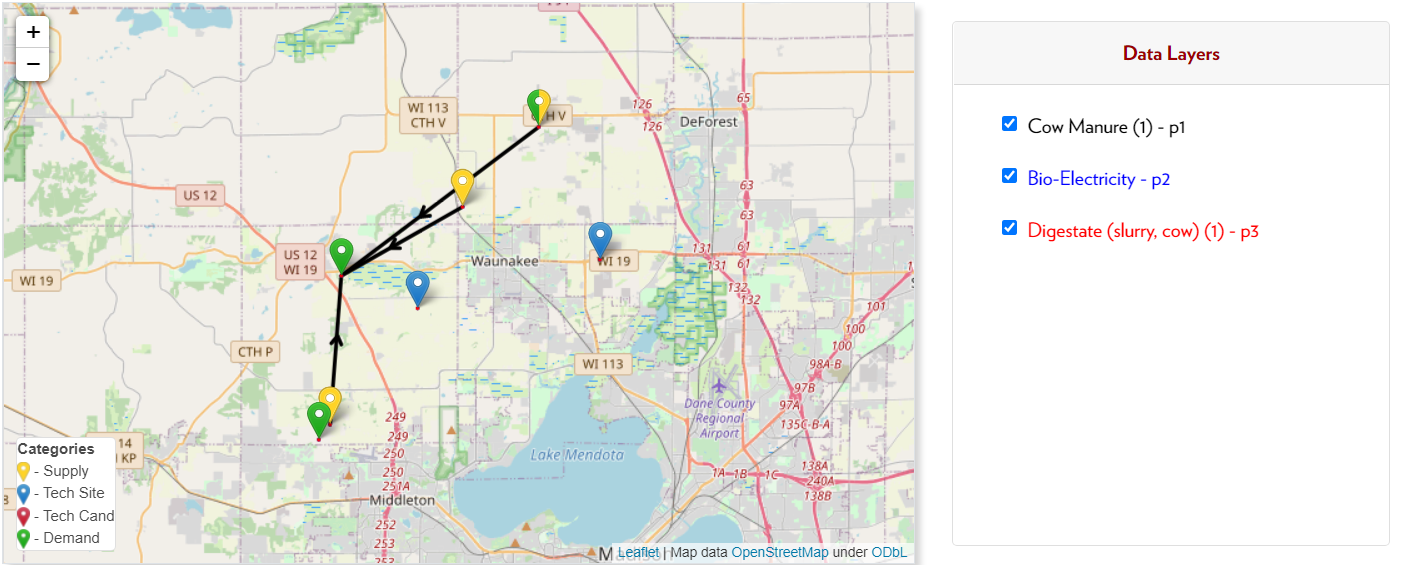 +
−
126
126
65
WI 113
CTH V
CTH V
DeForest
US 12
63
63
US 12
WI 19
Waunakee
WI 19
131
131
61
61
WI 19
132
132
101
100
100
CTH P
WI 113
98A-B
97B
97A
Dane County
Regional
Airport
135C-B-A
249
249
250
250
251A
252
253
14
KP
Lake Mendota
1A
1B
1C
138A
240A
138B
Middleton
Categories
- Supply
- Tech Site
- Tech Cand
- Demand
Leaflet | Map data OpenStreetMap under ODbL
Data Layers
Cow Manure (1) - p1
Bio-Electricity - p2
Digestate (slurry, cow) (1) - p3